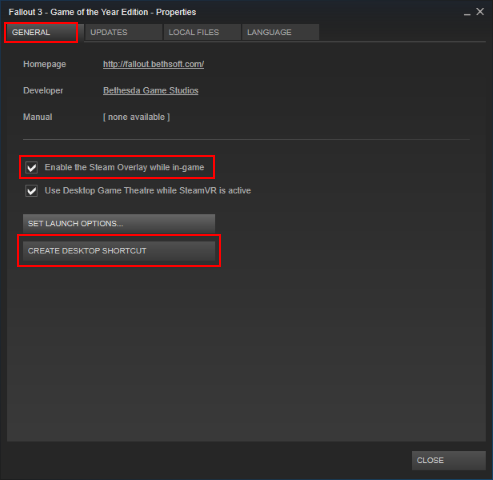 Fallout 3 - Game of the Year Edition - Properties
GENERAL UPDATES LOCAL FILES LANGUAGE
Homepage http://fallout.bethsoft.com/
Developer Bethesda Game Studios
Manual [ none available ]
Enable the Steam Overlay while in-game
Use Desktop Game Theatre while SteamVR is active
SET LAUNCH OPTIONS...
CREATE DESKTOP SHORTCUT
CLOSE